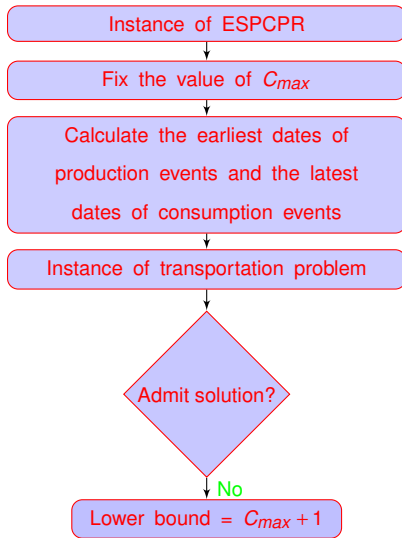 Instance of ESPCPR
Fix the value of Cmax
Calculate the earliest dates of
production events and the latest
dates of consumption events
Instance of transportation problem
Admit solution?
No
Lower bound = Cmax + 1